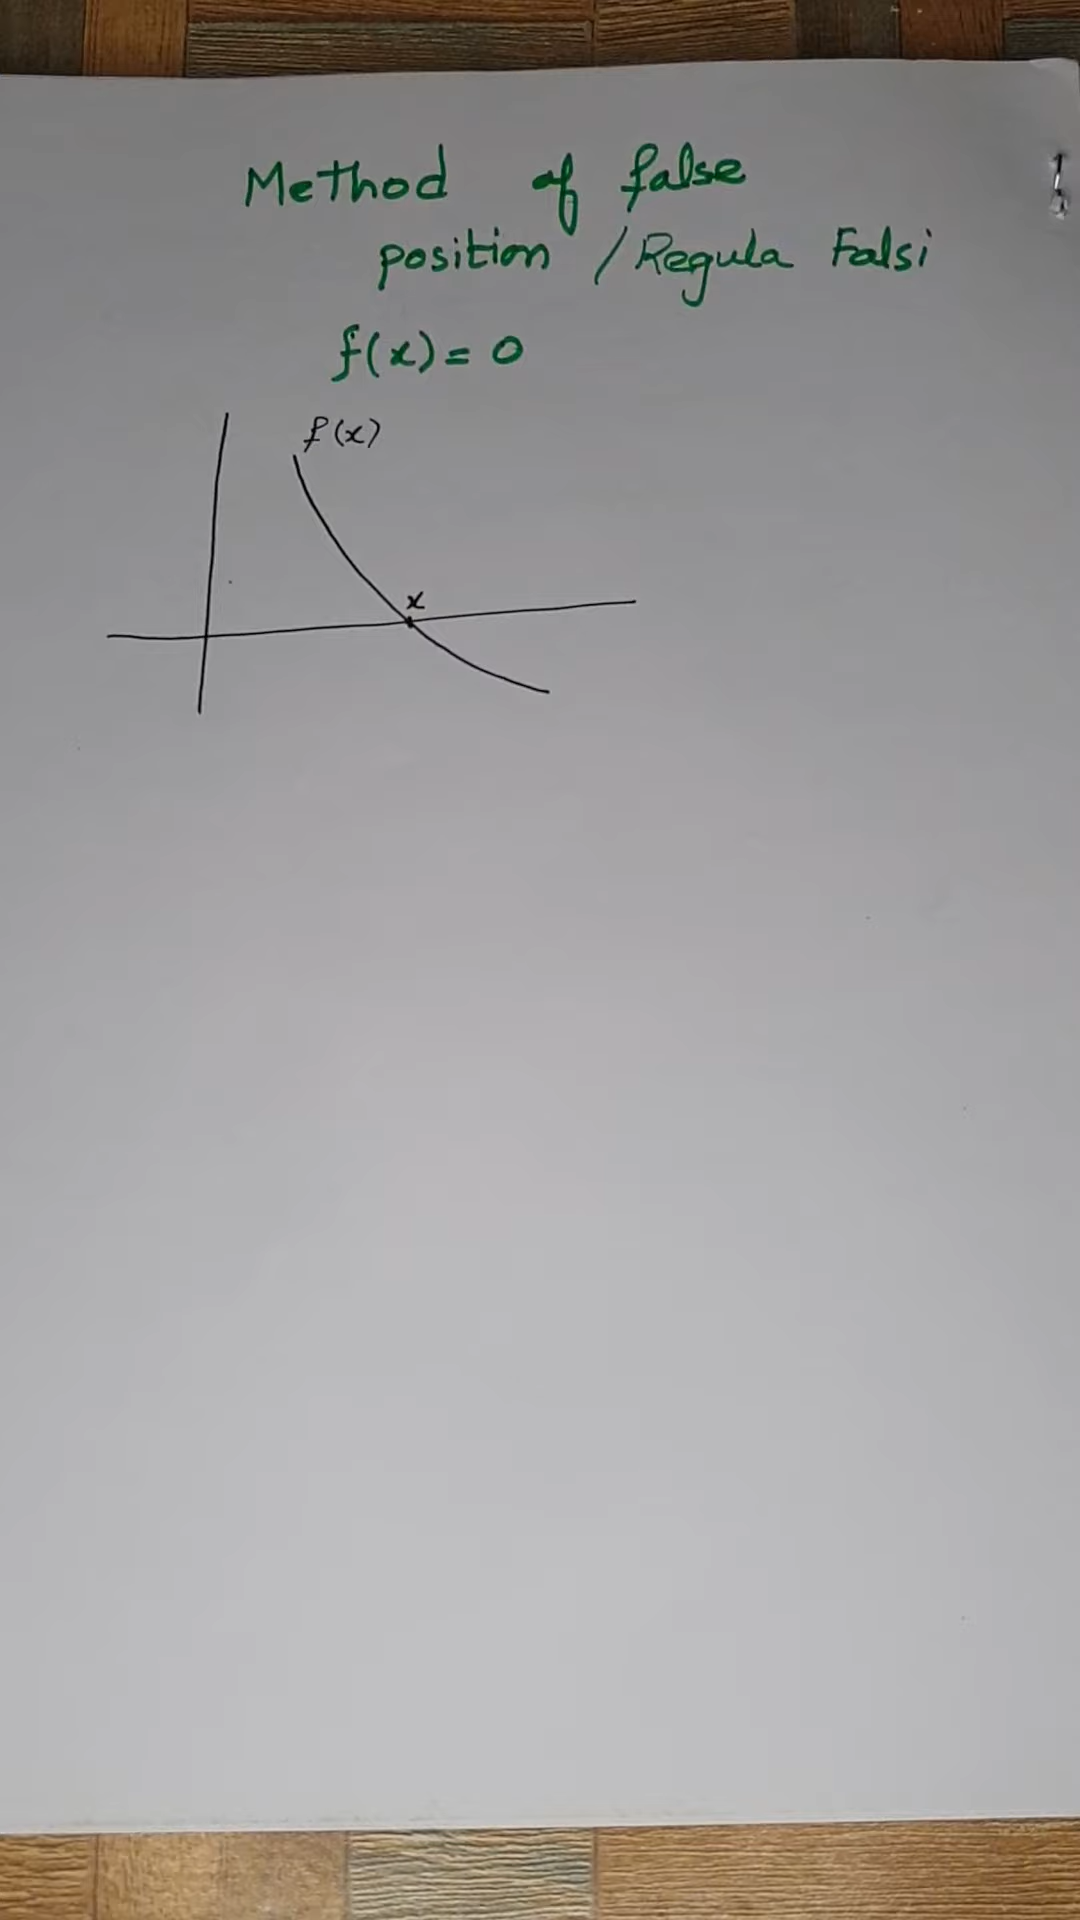 Method of false
position / Regula Falsi
f(x) = 0
f(x)
x